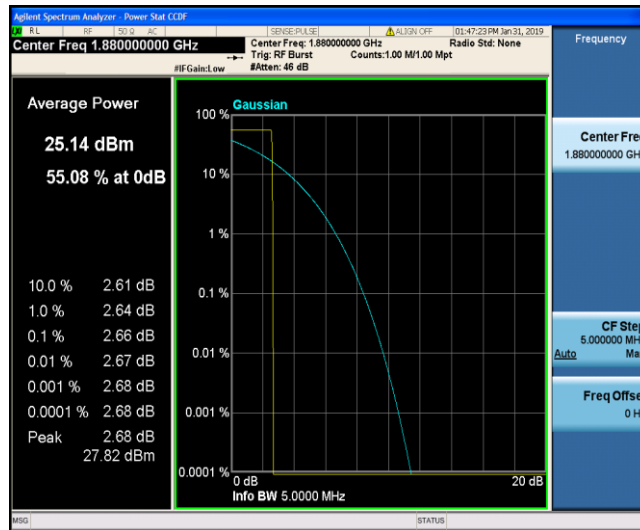 Agilent Spectrum Analyzer - Power Stat CCDF
RL RF 50 Ω AC SENSE:PULSE ALIGN OFF 01:47:23 PM Jan 31, 2019
Center Freq 1.880000000 GHz
Center Freq: 1.880000000 GHz Radio Std: None
Trig: RF Burst Counts:1.00 M/1.00 Mpt
#IFGain:Low #Atten: 46 dB
Frequency
Average Power
25.14 dBm
55.08 % at 0dB
10.0 % 2.61 dB
1.0 % 2.64 dB
0.1 % 2.66 dB
0.01 % 2.67 dB
0.001 % 2.68 dB
0.0001 % 2.68 dB
Peak 2.68 dB
27.82 dBm
Gaussian
100 %
10 %
1 %
0.1 %
0.01 %
0.001 %
0.0001 %
0 dB 20 dB
Info BW 5.0000 MHz
Center Fre
1.880000000 GH
CF Step
5.000000 MH
Auto Ma
Freq Offse
0 H
MSG STATUS